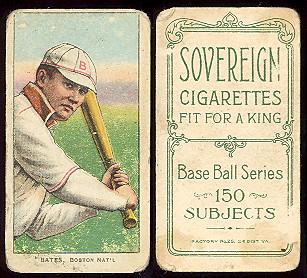 B
BATES, BOSTON NAT'L
SOVEREIGN
CIGARETTES
FIT FOR A KING
Base Ball Series
150
SUBJECTS
FACTORY No. 25 2ND DIST. VA.